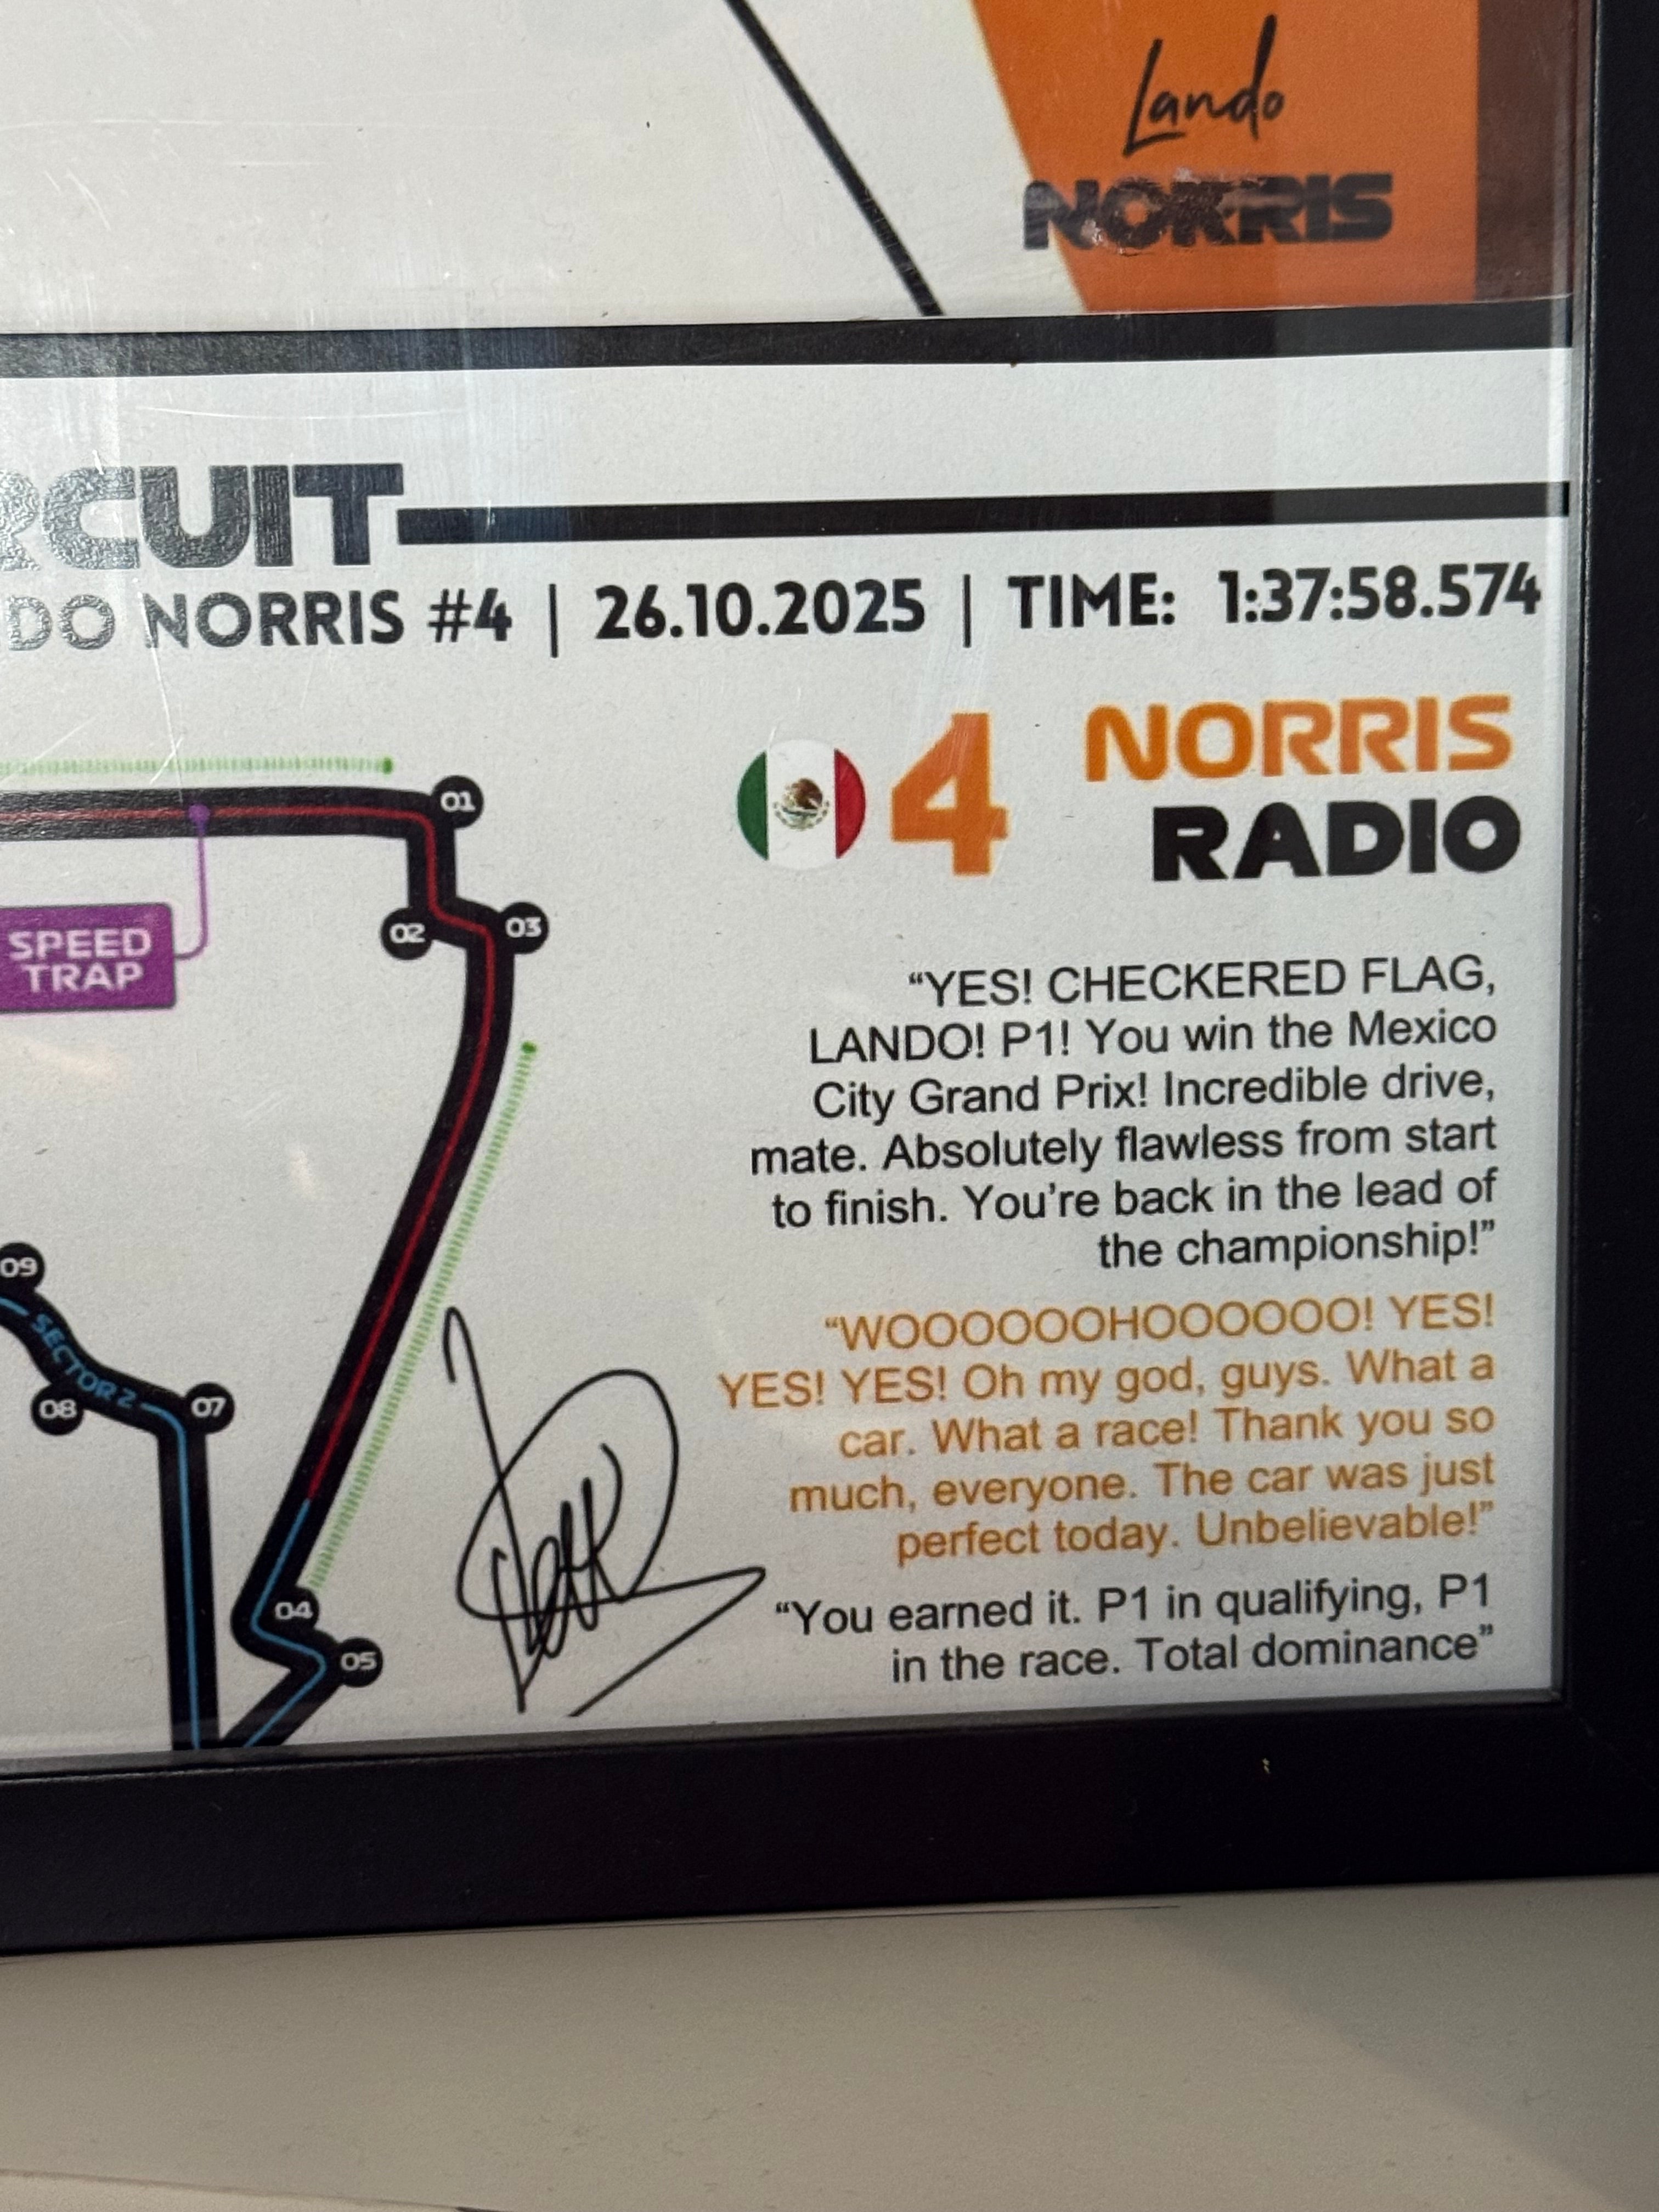 Lando
NORRIS
RCUIT
DO NORRIS #4 | 26.10.2025 | TIME: 1:37:58.574
4 NORRIS
RADIO
01
02
03
SPEED
TRAP
“YES! CHECKERED FLAG,
LANDO! P1! You win the Mexico
City Grand Prix! Incredible drive,
mate. Absolutely flawless from start
to finish. You’re back in the lead of
the championship!”
09
SECTOR 2
08
07
“WOOOOOOHOOOOOO! YES!
YES! YES! Oh my god, guys. What a
car. What a race! Thank you so
much, everyone. The car was just
perfect today. Unbelievable!”
04
05
“You earned it. P1 in qualifying, P1
in the race. Total dominance”